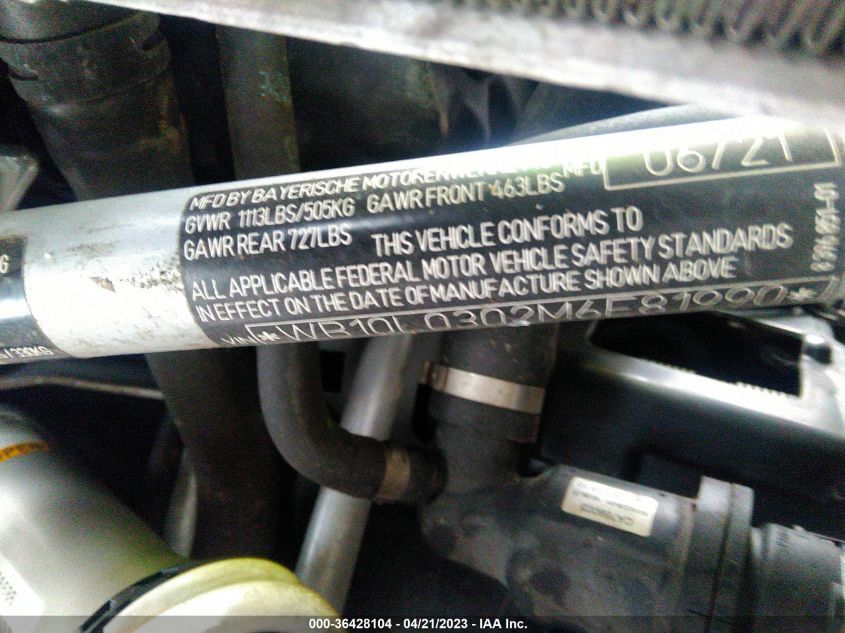 MFD BY BAYERISCHE MFD 06/21
GVWR 1113LBS/505KG GAWR FRONT 463LBS
GAWR REAR 727LBS THIS VEHICLE CONFORMS TO
ALL APPLICABLE FEDERAL MOTOR VEHICLE SAFETY STANDARDS
IN EFFECT ON THE DATE OF MANUFACTURE SHOWN ABOVE
VIN
000-36428104 - 04/21/2023 - IAA Inc.